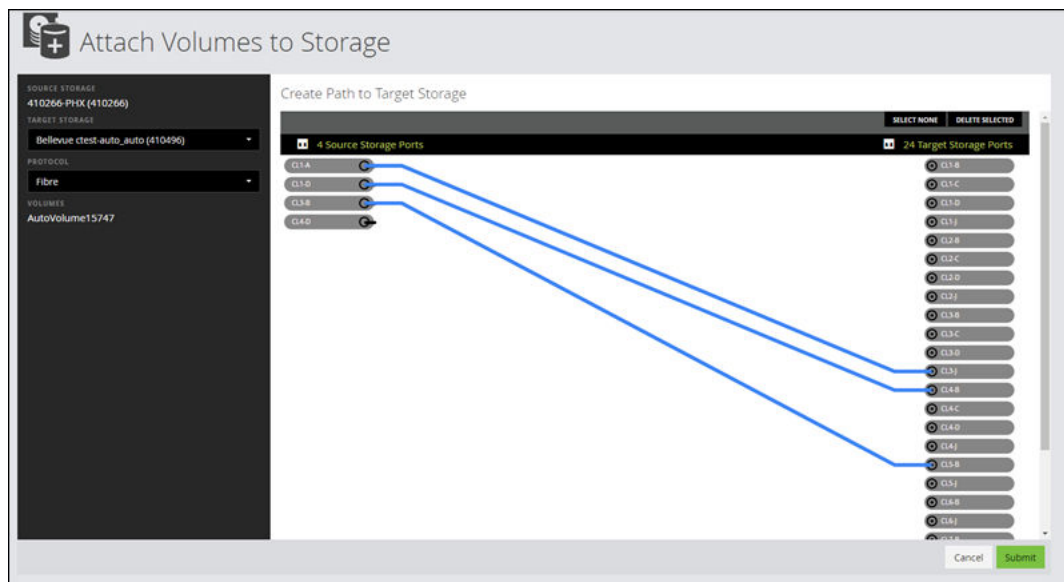 Attach Volumes to Storage
SOURCE STORAGE
410266-PHX (410266)
TARGET STORAGE
Bellevue ctest-auto_auto (410496)
PROTOCOL
Fibre
VOLUMES
AutoVolume15747
Create Path to Target Storage
SELECT NONE DELETE SELECTED
4 Source Storage Ports
24 Target Storage Ports
CL1-A
CL1-D
CL3-B
CL4-D
CL1-B
CL1-C
CL1-D
CL1-J
CL2-B
CL2-C
CL2-D
CL2-J
CL3-B
CL3-C
CL3-D
CL3-J
CL4-B
CL4-C
CL4-D
CL4-J
CL5-B
CL5-J
CL6-B
CL6-J
Cancel Submit